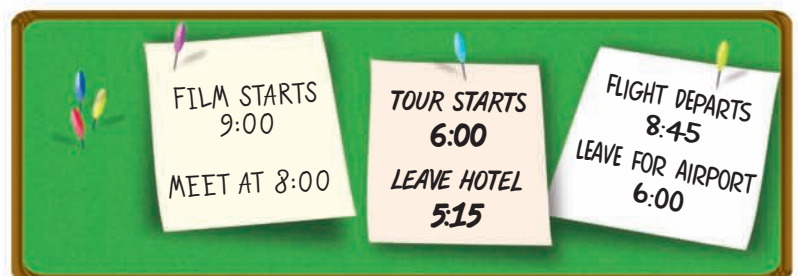 FILM STARTS
9:00
MEET AT 8:00
TOUR STARTS
6:00
LEAVE HOTEL
5:15
FLIGHT DEPARTS
8:45
LEAVE FOR AIRPORT
6:00